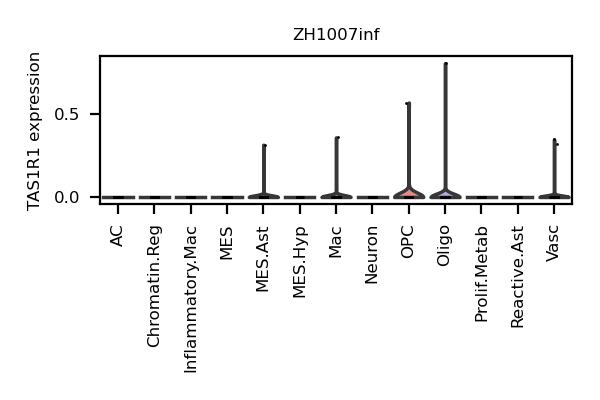 ZH1007inf
TAS1R1 expression
0.5
0.0
AC
Chromatin.Reg
Inflammatory.Mac
MES
MES.Ast
MES.Hyp
Mac
Neuron
OPC
Oligo
Prolif.Metab
Reactive.Ast
Vasc